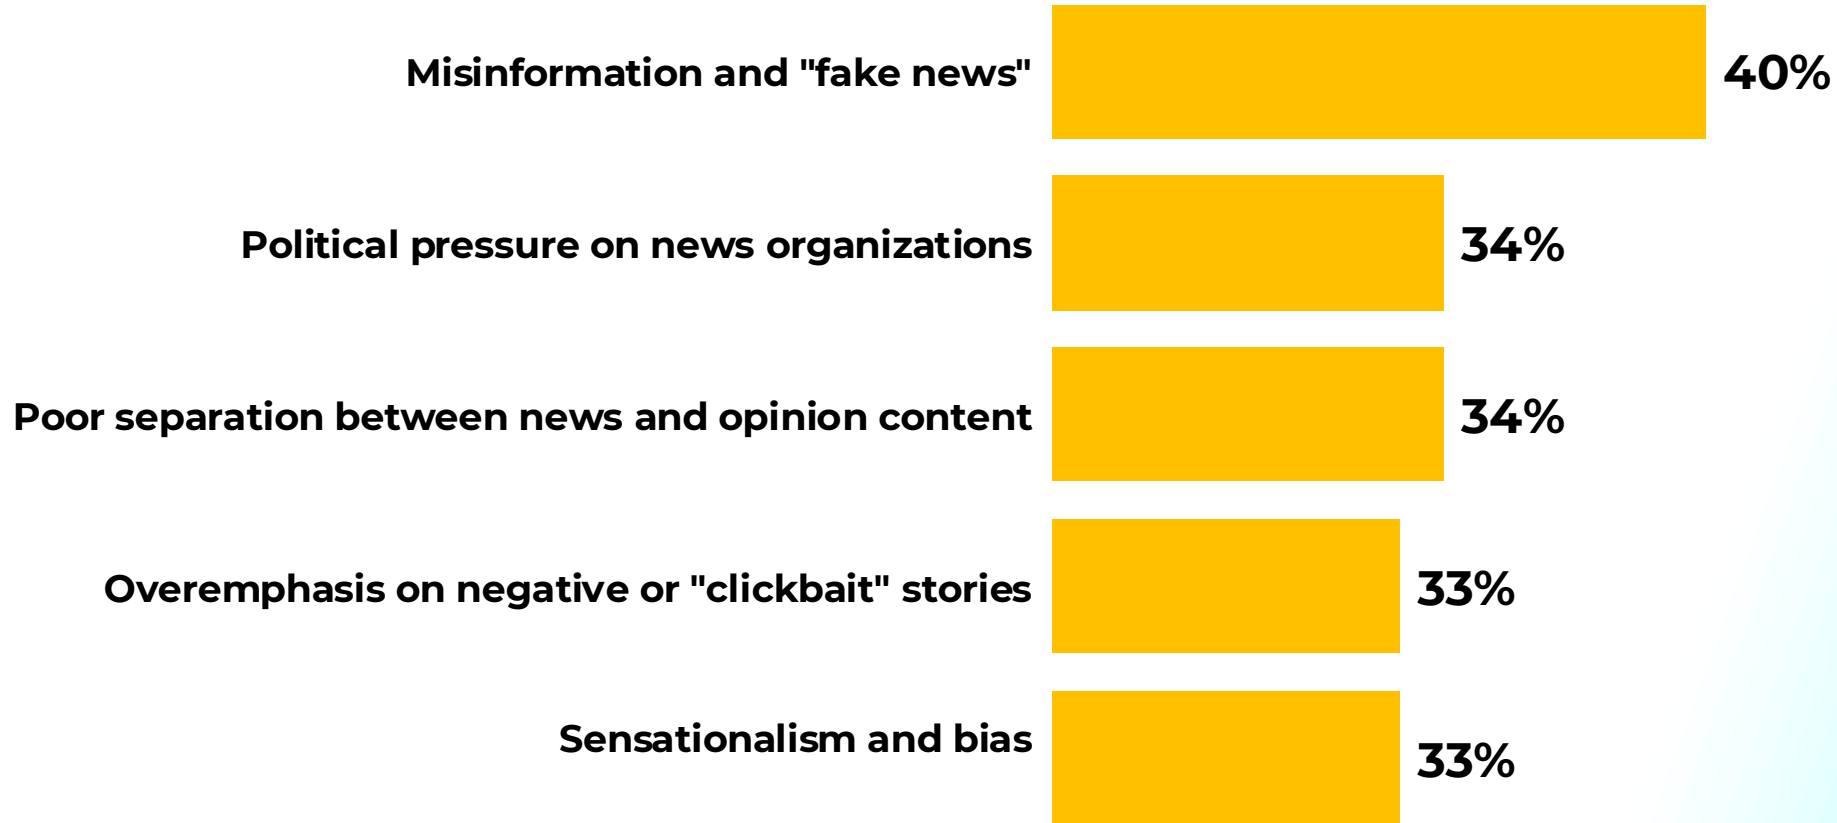 Misinformation and "fake news" 40%
Political pressure on news organizations 34%
Poor separation between news and opinion content 34%
Overemphasis on negative or "clickbait" stories 33%
Sensationalism and bias 33%